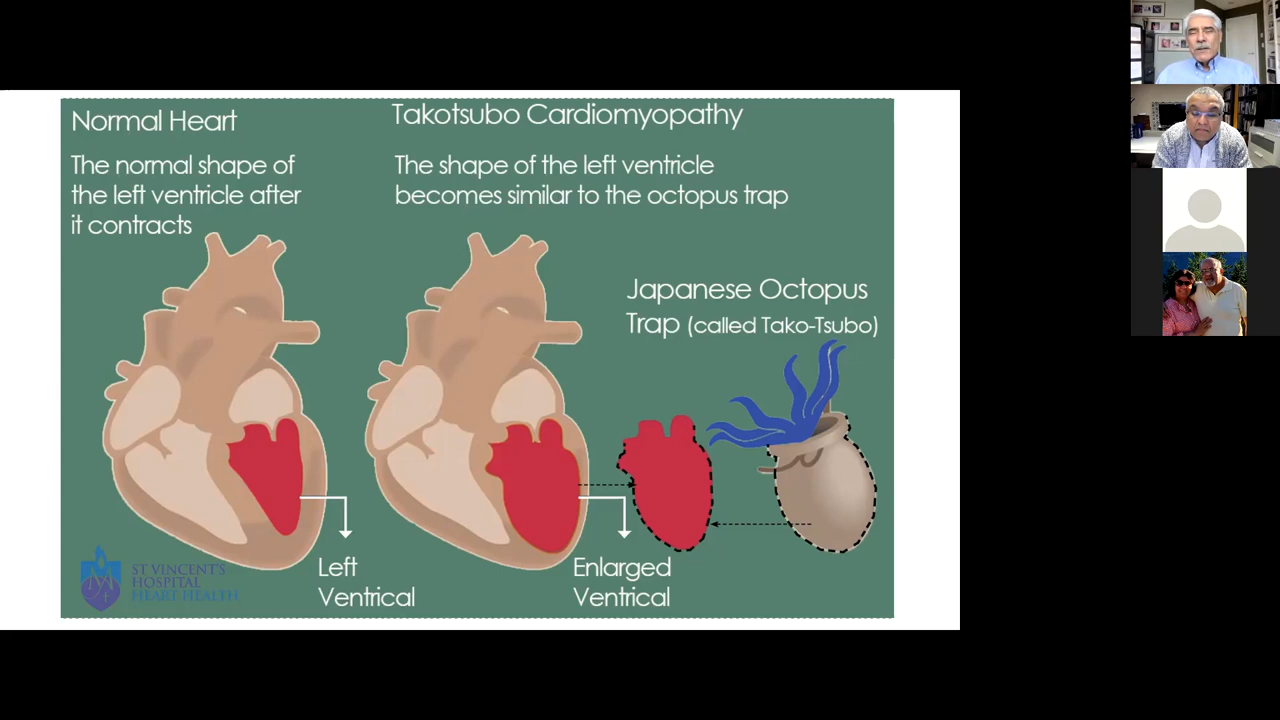 Normal Heart
The normal shape of
the left ventricle after
it contracts
Takotsubo Cardiomyopathy
The shape of the left ventricle
becomes similar to the octopus trap
Japanese Octopus
Trap (called Tako-Tsubo)
Left
Ventrical
Enlarged
Ventrical
ST VINCENT'S
HOSPITAL
HEART HEALTH